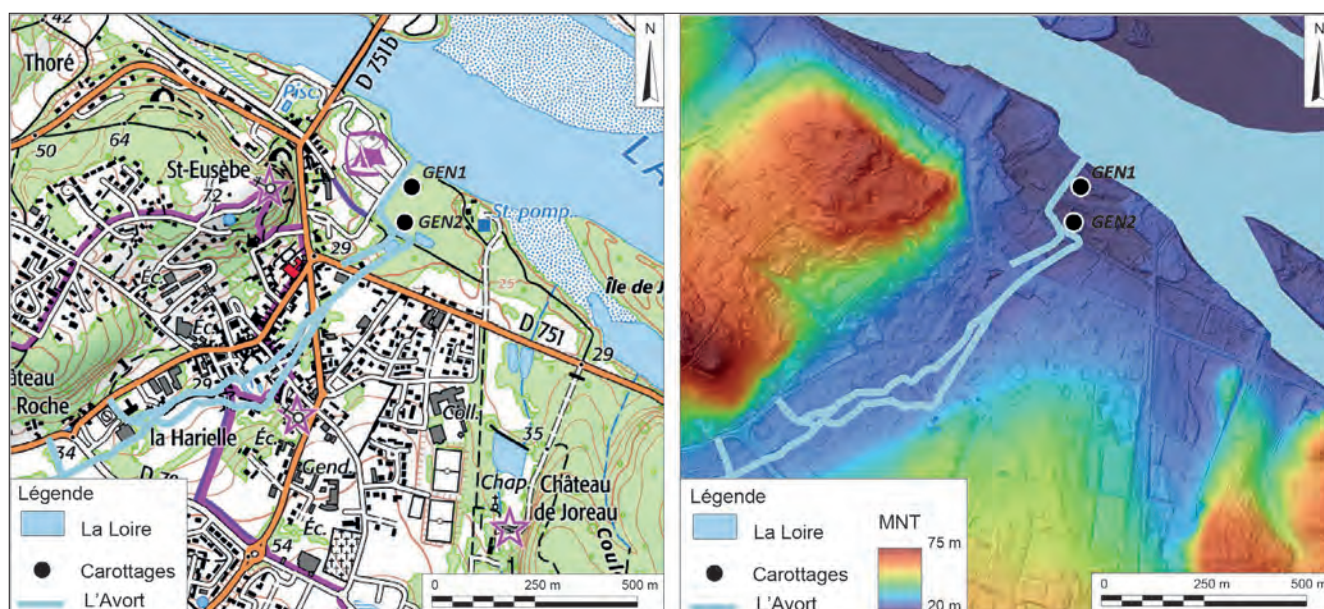 42
Thoré
D 751b
N
Pisc.
64
50
St-Eusèbe
72
GEN1
GEN2
St. pomp.
LA
29
Éc.
25
Île de J
Éc.
D 751
29
29
âteau
Roche
la Harielle
Coll.
35
34
Éc.
Gend.
Chap.
Château
de Joreau
Éc.
54
Coul
Légende
La Loire
Carottages
L'Avort
0 250 m 500 m
N
GEN1
GEN2
Légende
La Loire
Carottages
L'Avort
MNT
75 m
20 m
0 250 m 500 m